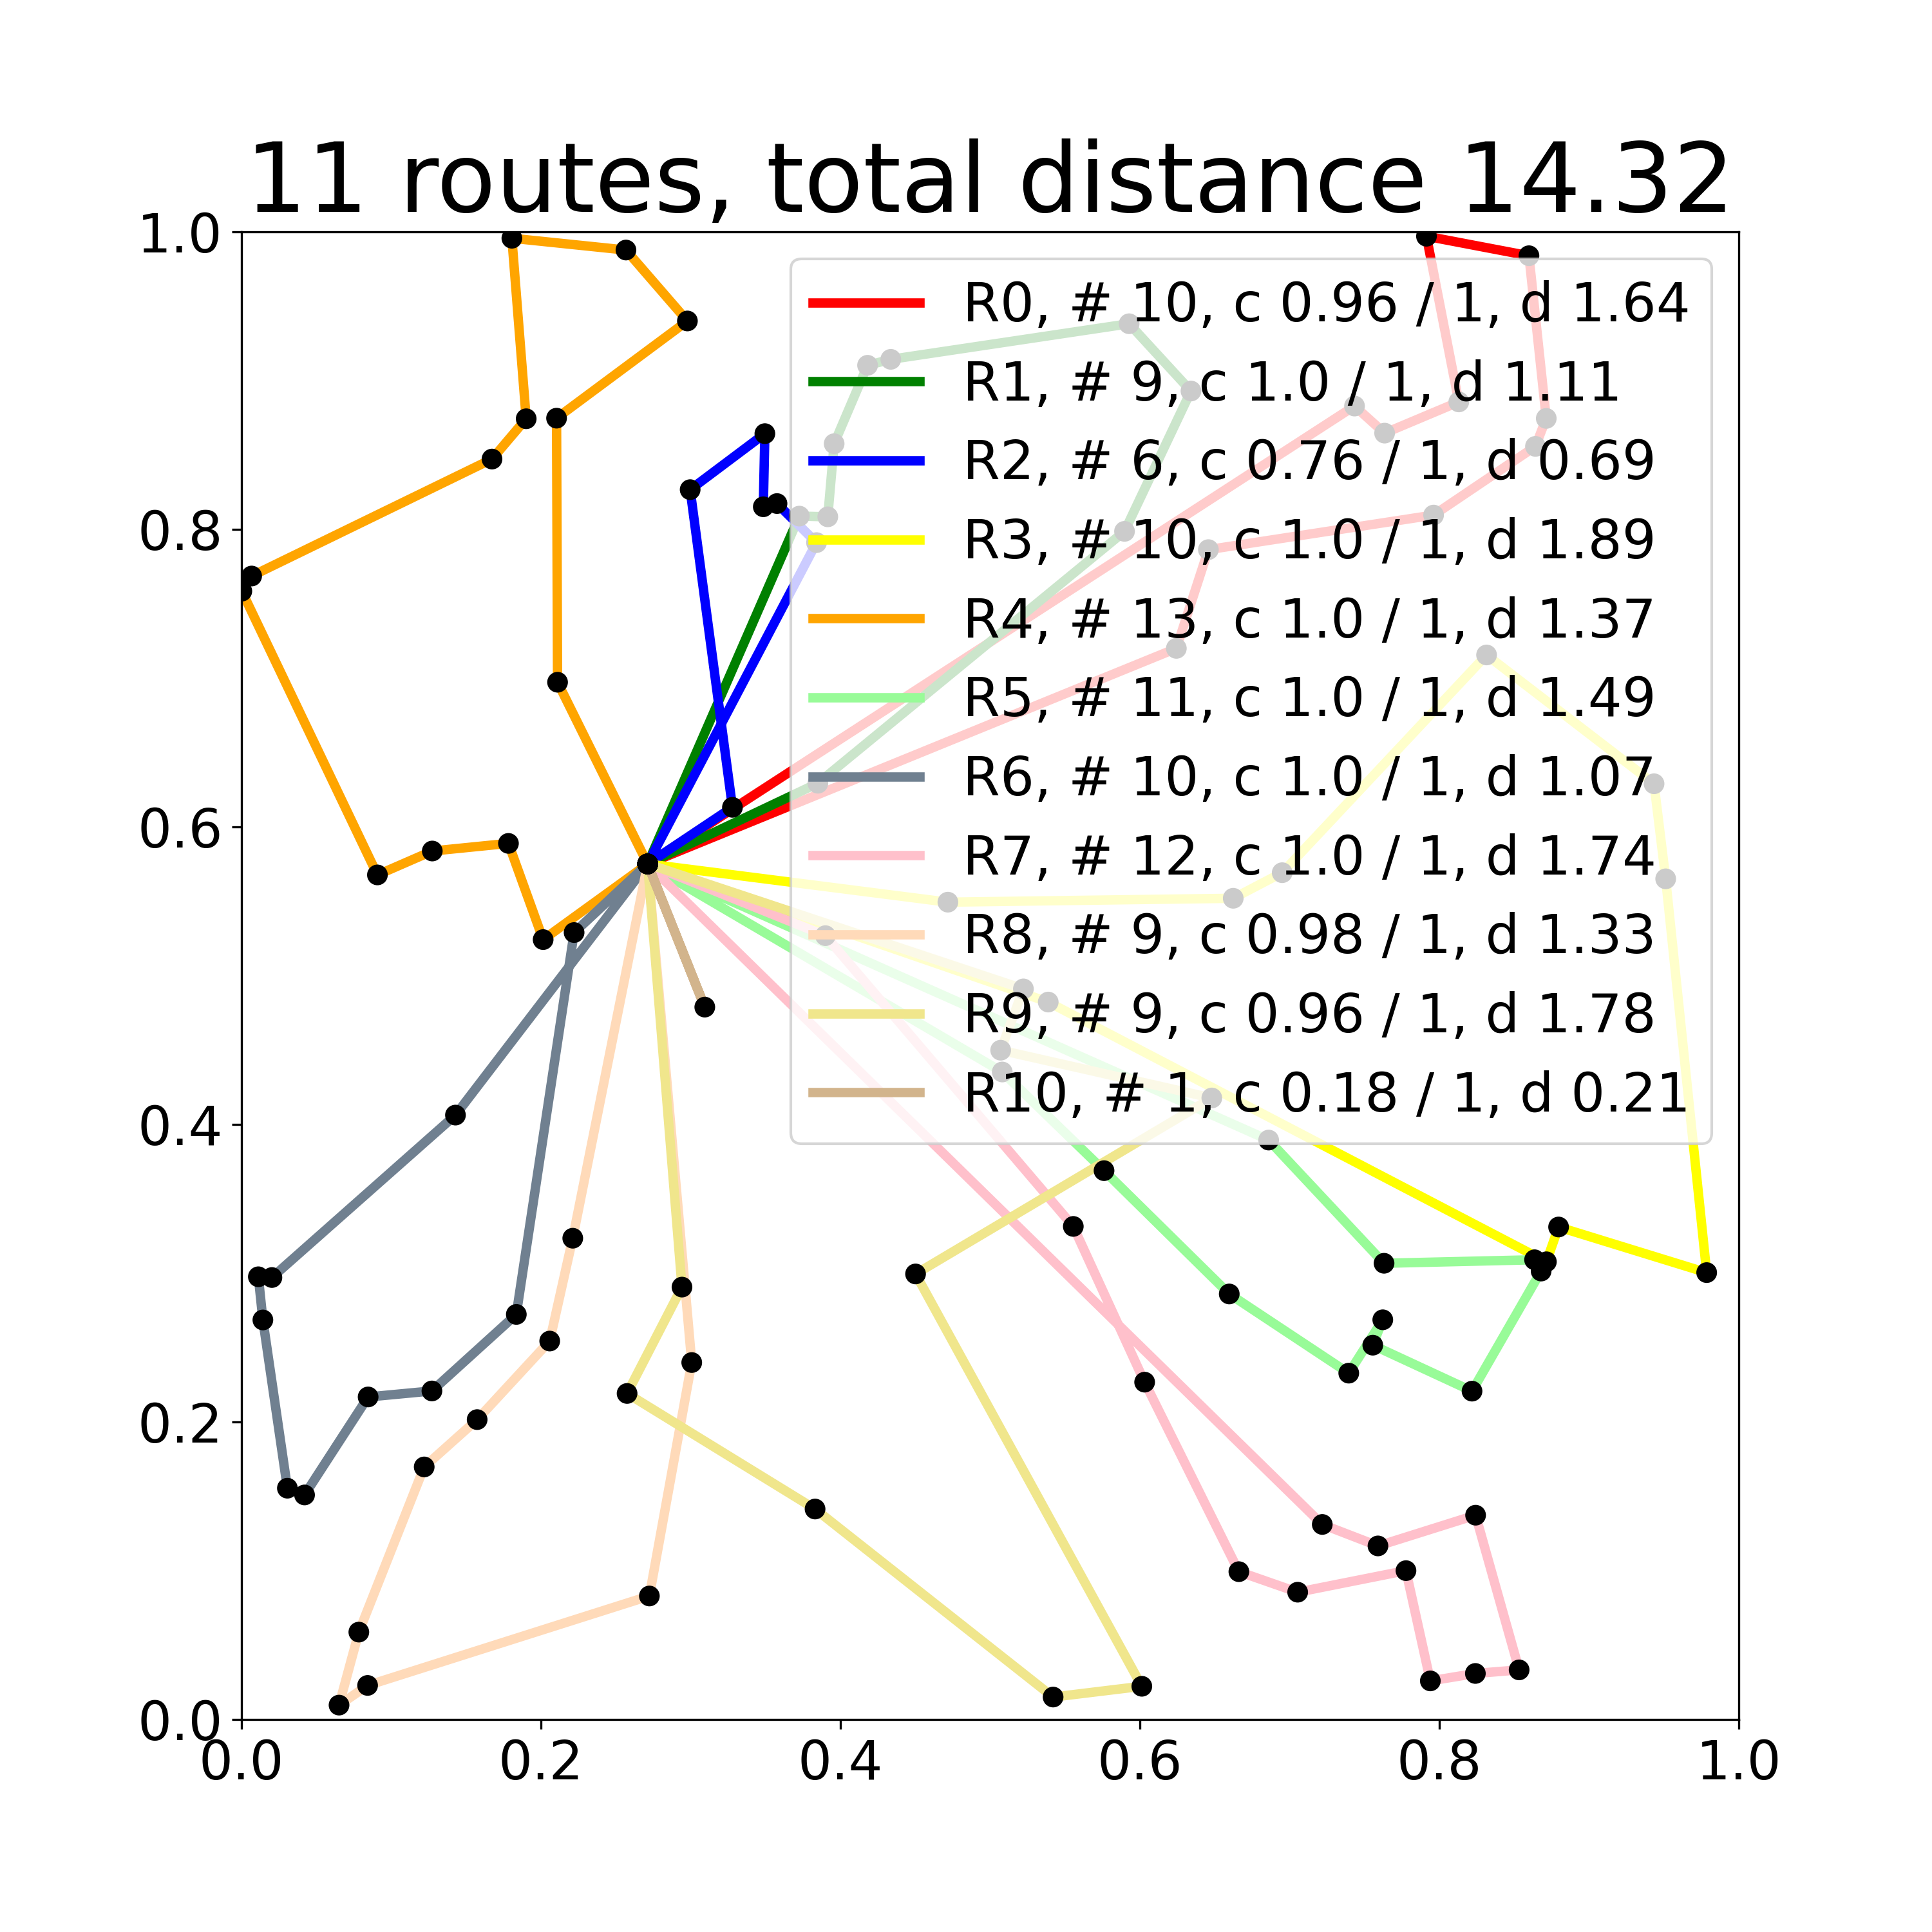 11 routes, total distance 14.32
1.0
0.8
0.6
0.4
0.2
0.0
R0, # 10, c 0.96 / 1, d 1.64
R1, # 9, c 1.0 / 1, d 1.11
R2, # 6, c 0.76 / 1, d 0.69
R3, # 10, c 1.0 / 1, d 1.89
R4, # 13, c 1.0 / 1, d 1.37
R5, # 11, c 1.0 / 1, d 1.49
R6, # 10, c 1.0 / 1, d 1.07
R7, # 12, c 1.0 / 1, d 1.74
R8, # 9, c 0.98 / 1, d 1.33
R9, # 9, c 0.96 / 1, d 1.78
R10, # 1, c 0.18 / 1, d 0.21
0.0 0.2 0.4 0.6 0.8 1.0